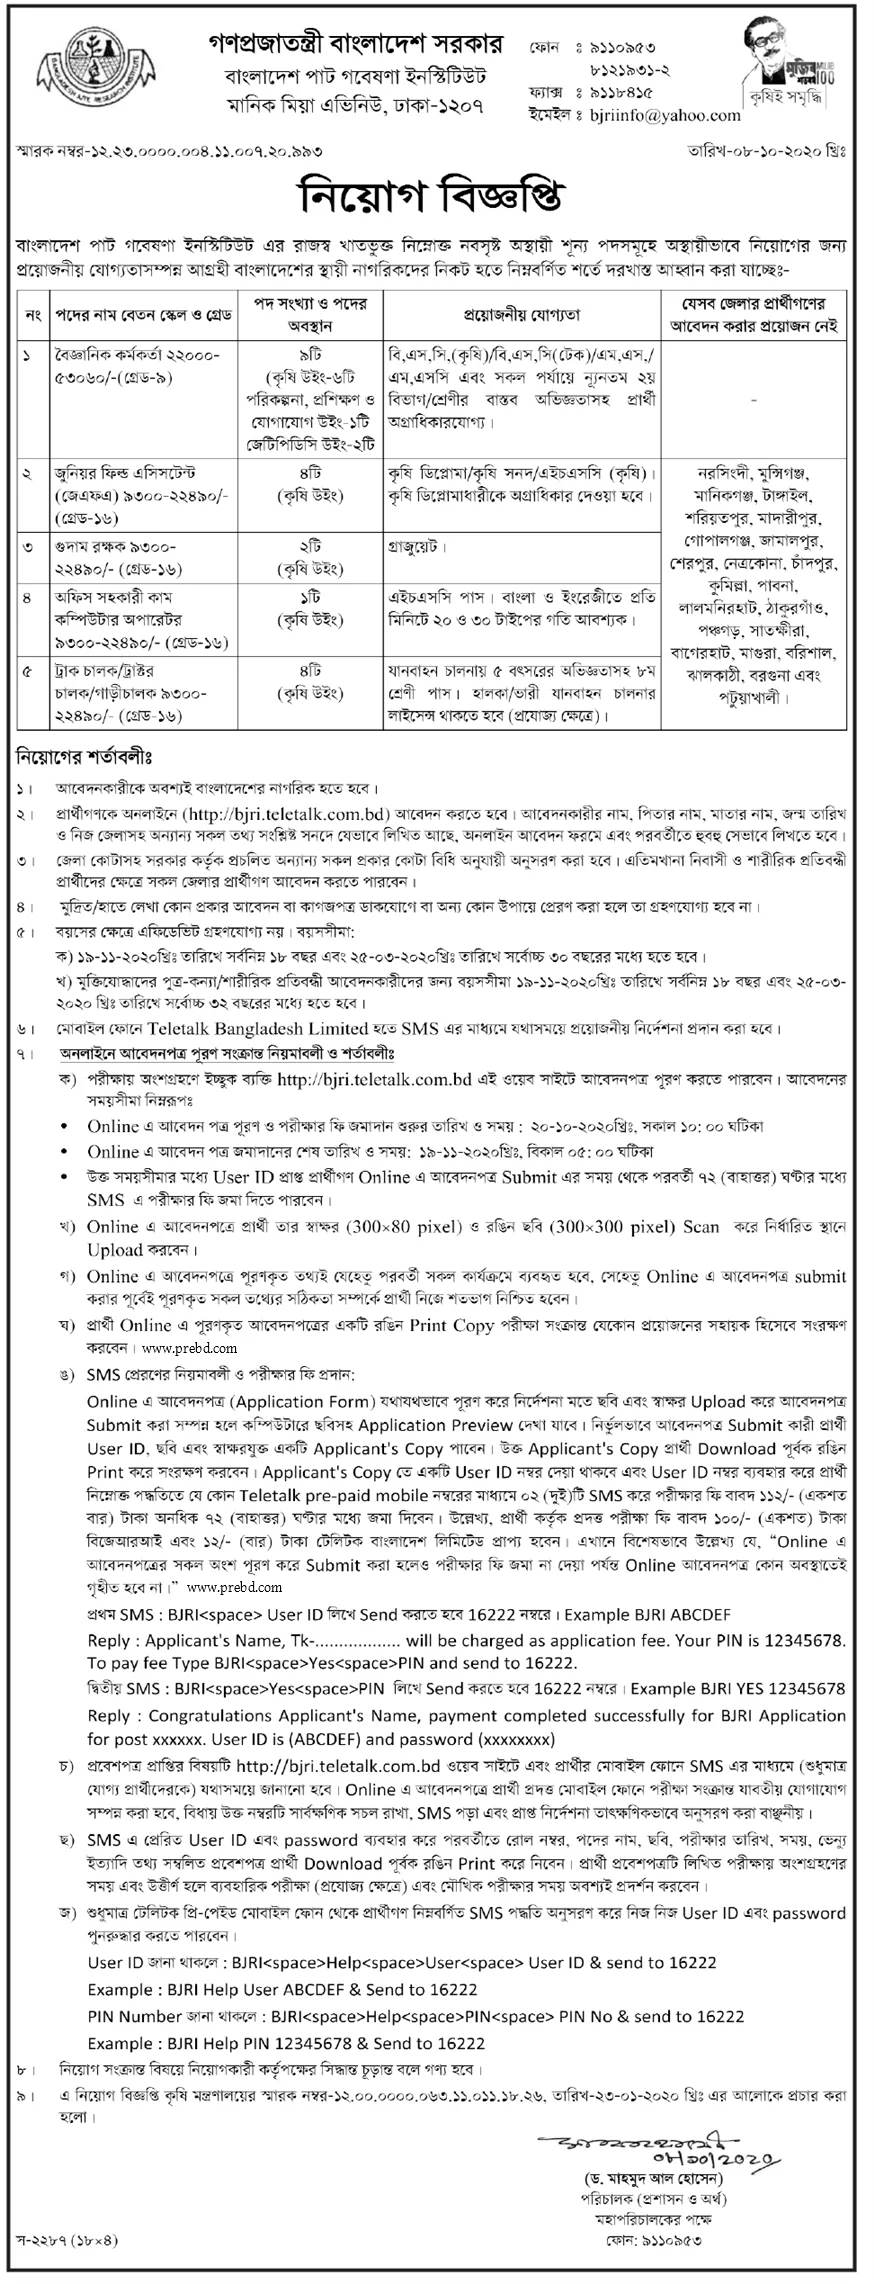 গণপ্রজাতন্ত্রী বাংলাদেশ সরকার
বাংলাদেশ পাট গবেষণা ইনস্টিটিউট
মানিক মিয়া এভিনিউ, ঢাকা-১২০৭
ফোন : ৯১১০৯৫৩
৮১২১৯৩১-২
ফ্যাক্স : ৯১১৮৪১৫
ইমেইল : bjriinfo@yahoo.com
মুজিব
শতবর্ষ
100
কৃষিই সমৃদ্ধি
স্মারক নম্বর-১২.২৩.০০০০.০০৪.১১.০০৭.২০.৯৯৩
তারিখ-০৮-১০-২০২০ খ্রিঃ
নিয়োগ বিজ্ঞপ্তি
বাংলাদেশ পাট গবেষণা ইনস্টিটিউট এর রাজস্ব খাতভুক্ত নিম্নোক্ত নবসৃষ্ট অস্থায়ী শূন্য পদসমূহে অস্থায়ীভাবে নিয়োগের জন্য
প্রয়োজনীয় যোগ্যতাসম্পন্ন আগ্রহী বাংলাদেশের স্থায়ী নাগরিকদের নিকট হতে নিম্নবর্ণিত শর্তে দরখাস্ত আহ্বান করা যাচ্ছেঃ-
নং
পদের নাম বেতন স্কেল ও গ্রেড
পদ সংখ্যা ও পদের
অবস্থান
প্রয়োজনীয় যোগ্যতা
যেসব জেলার প্রার্থীগণের
আবেদন করার প্রয়োজন নেই
১
বৈজ্ঞানিক কর্মকর্তা ২২০০০-
৫৩০৬০/-(গ্রেড-৯)
৯টি
(কৃষি উইং-৬টি
পরিকল্পনা, প্রশিক্ষণ ও
যোগাযোগ উইং-১টি
জেটিপিডিসি উইং-২টি
বি,এস,সি,(কৃষি)/বি,এস,সি(টেক)/এম,এস,/
এম,এসসি এবং সকল পর্যায়ে ন্যূনতম ২য়
বিভাগ/শ্রেণীর বাস্তব অভিজ্ঞতাসহ প্রার্থী
অগ্রাধিকারযোগ্য।
-
২
জুনিয়র ফিল্ড এসিসটেন্ট
(জেএফএ) ৯৩০০-২২৪৯০/-
(গ্রেড-১৬)
৪টি
(কৃষি উইং)
কৃষি ডিপ্লোমা/কৃষি সনদ/এইচএসসি (কৃষি)।
কৃষি ডিপ্লোমাধারীকে অগ্রাধিকার দেওয়া হবে।
নরসিংদী, মুন্সিগঞ্জ,
মানিকগঞ্জ, টাঙ্গাইল,
শরিয়তপুর, মাদারীপুর,
গোপালগঞ্জ, জামালপুর,
শেরপুর, নেত্রকোনা, চাঁদপুর,
কুমিল্লা, পাবনা,
লালমনিরহাট, ঠাকুরগাঁও,
পঞ্চগড়, সাতক্ষীরা,
বাগেরহাট, মাগুরা, বরিশাল,
ঝালকাঠী, বরগুনা এবং
পটুয়াখালী।
৩
গুদাম রক্ষক ৯৩০০-
২২৪৯০/- (গ্রেড-১৬)
২টি
(কৃষি উইং)
গ্রাজুয়েট।
৪
অফিস সহকারী কাম
কম্পিউটার অপারেটর
৯৩০০-২২৪৯০/- (গ্রেড-১৬)
১টি
(কৃষি উইং)
এইচএসসি পাস। বাংলা ও ইংরেজীতে প্রতি
মিনিটে ২০ ও ৩০ টাইপের গতি আবশ্যক।
৫
ট্রাক চালক/ট্রাক্টর
চালক/গাড়ীচালক ৯৩০০-
২২৪৯০/- (গ্রেড-১৬)
৪টি
(কৃষি উইং)
যানবাহন চালনায় ৫ বৎসরের অভিজ্ঞতাসহ ৮ম
শ্রেণী পাস। হালকা/ভারী যানবাহন চালনার
লাইসেন্স থাকতে হবে (প্রযোজ্য ক্ষেত্রে)।
নিয়োগের শর্তাবলীঃ
১। আবেদনকারীকে অবশ্যই বাংলাদেশের নাগরিক হতে হবে।
২। প্রার্থীগণকে অনলাইনে (http://bjri.teletalk.com.bd) আবেদন করতে হবে। আবেদনকারীর নাম, পিতার নাম, মাতার নাম, জন্ম তারিখ
ও নিজ জেলাসহ অন্যান্য সকল তথ্য সংশ্লিষ্ট সনদে যেভাবে লিখিত আছে, অনলাইন আবেদন ফরমে এবং পরবর্তীতে হুবহু সেভাবে লিখতে হবে।
৩। জেলা কোটাসহ সরকার কর্তৃক প্রচলিত অন্যান্য সকল প্রকার কোটা বিধি অনুযায়ী অনুসরণ করা হবে। এতিমখানা নিবাসী ও শারীরিক প্রতিবন্ধী
প্রার্থীদের ক্ষেত্রে সকল জেলার প্রার্থীগণ আবেদন করতে পারবেন।
৪। মুদ্রিত/হাতে লেখা কোন প্রকার আবেদন বা কাগজপত্র ডাকযোগে বা অন্য কোন উপায়ে প্রেরণ করা হলে তা গ্রহণযোগ্য হবে না।
৫। বয়সের ক্ষেত্রে এফিডেভিট গ্রহণযোগ্য নয়। বয়সসীমা:
ক) ১৯-১১-২০২০খ্রিঃ তারিখে সর্বনিম্ন ১৮ বছর এবং ২৫-০৩-২০২০খ্রিঃ তারিখে সর্বোচ্চ ৩০ বছরের মধ্যে হতে হবে।
খ) মুক্তিযোদ্ধাদের পুত্র-কন্যা/শারীরিক প্রতিবন্ধী আবেদনকারীদের জন্য বয়সসীমা ১৯-১১-২০২০খ্রিঃ তারিখে সর্বনিম্ন ১৮ বছর এবং ২৫-০৩-
২০২০ খ্রিঃ তারিখে সর্বোচ্চ ৩২ বছরের মধ্যে হতে হবে।
৬। মোবাইল ফোনে Teletalk Bangladesh Limited হতে SMS এর মাধ্যমে যথাসময়ে প্রয়োজনীয় নির্দেশনা প্রদান করা হবে।
৭। অনলাইনে আবেদনপত্র পূরণ সংক্রান্ত নিয়মাবলী ও শর্তাবলীঃ
ক) পরীক্ষায় অংশগ্রহণে ইচ্ছুক ব্যক্তি http://bjri.teletalk.com.bd এই ওয়েব সাইটে আবেদনপত্র পূরণ করতে পারবেন। আবেদনের
সময়সীমা নিম্নরূপঃ
• Online এ আবেদন পত্র পূরণ ও পরীক্ষার ফি জমাদান শুরুর তারিখ ও সময় : ২০-১০-২০২০খ্রিঃ, সকাল ১০: ০০ ঘটিকা
• Online এ আবেদন পত্র জমাদানের শেষ তারিখ ও সময়: ১৯-১১-২০২০খ্রিঃ, বিকাল ০৫: ০০ ঘটিকা
• উক্ত সময়সীমার মধ্যে User ID প্রাপ্ত প্রার্থীগণ Online এ আবেদনপত্র Submit এর সময় থেকে পরবর্তী ৭২ (বাহাত্তর) ঘণ্টার মধ্যে
SMS এ পরীক্ষার ফি জমা দিতে পারবেন।
খ) Online এ আবেদনপত্রে প্রার্থী তার স্বাক্ষর (300×80 pixel) ও রঙিন ছবি (300×300 pixel) Scan করে নির্ধারিত স্থানে
Upload করবেন।
গ) Online এ আবেদনপত্রে পূরণকৃত তথ্যই যেহেতু পরবর্তী সকল কার্যক্রমে ব্যবহৃত হবে, সেহেতু Online এ আবেদনপত্র submit
করার পূর্বেই পূরণকৃত সকল তথ্যের সঠিকতা সম্পর্কে প্রার্থী নিজে শতভাগ নিশ্চিত হবেন।
ঘ) প্রার্থী Online এ পূরণকৃত আবেদনপত্রের একটি রঙিন Print Copy পরীক্ষা সংক্রান্ত যেকোন প্রয়োজনের সহায়ক হিসেবে সংরক্ষণ
করবেন। www.prebd.com
ঙ) SMS প্রেরণের নিয়মাবলী ও পরীক্ষার ফি প্রদান:
Online এ আবেদনপত্র (Application Form) যথাযথভাবে পূরণ করে নির্দেশনা মতে ছবি এবং স্বাক্ষর Upload করে আবেদনপত্র
Submit করা সম্পন্ন হলে কম্পিউটারে ছবিসহ Application Preview দেখা যাবে। নির্ভুলভাবে আবেদনপত্র Submit কারী প্রার্থী
User ID, ছবি এবং স্বাক্ষরযুক্ত একটি Applicant's Copy পাবেন। উক্ত Applicant's Copy প্রার্থী Download পূর্বক রঙিন
Print করে সংরক্ষণ করবেন। Applicant's Copy তে একটি User ID নম্বর দেয়া থাকবে এবং User ID নম্বর ব্যবহার করে প্রার্থী
নিম্নোক্ত পদ্ধতিতে যে কোন Teletalk pre-paid mobile নম্বরের মাধ্যমে ০২ (দুই)টি SMS করে পরীক্ষার ফি বাবদ ১১২/- (একশত
বার) টাকা অনধিক ৭২ (বাহাত্তর) ঘণ্টার মধ্যে জমা দিবেন। উল্লেখ্য, প্রার্থী কর্তৃক প্রদত্ত পরীক্ষা ফি বাবদ ১০০/- (একশত) টাকা
বিজেআরআই এবং ১২/- (বার) টাকা টেলিটক বাংলাদেশ লিমিটেড প্রাপ্য হবেন। এখানে বিশেষভাবে উল্লেখ্য যে, “Online এ
আবেদনপত্রের সকল অংশ পূরণ করে Submit করা হলেও পরীক্ষার ফি জমা না দেয়া পর্যন্ত Online আবেদনপত্র কোন অবস্থাতেই
গৃহীত হবে না।” www.prebd.com
প্রথম SMS : BJRI<space> User ID লিখে Send করতে হবে 16222 নম্বরে। Example BJRI ABCDEF
Reply : Applicant's Name, Tk-.................. will be charged as application fee. Your PIN is 12345678.
To pay fee Type BJRI<space>Yes<space>PIN and send to 16222.
দ্বিতীয় SMS : BJRI<space>Yes<space>PIN লিখে Send করতে হবে 16222 নম্বরে। Example BJRI YES 12345678
Reply : Congratulations Applicant's Name, payment completed successfully for BJRI Application
for post xxxxxx. User ID is (ABCDEF) and password (xxxxxxxx)
চ) প্রবেশপত্র প্রাপ্তির বিষয়টি http://bjri.teletalk.com.bd ওয়েব সাইটে এবং প্রার্থীর মোবাইল ফোনে SMS এর মাধ্যমে (শুধুমাত্র
যোগ্য প্রার্থীদেরকে) যথাসময়ে জানানো হবে। Online এ আবেদনপত্রে প্রার্থী প্রদত্ত মোবাইল ফোনে পরীক্ষা সংক্রান্ত যাবতীয় যোগাযোগ
সম্পন্ন করা হবে, বিধায় উক্ত নম্বরটি সার্বক্ষণিক সচল রাখা, SMS পড়া এবং প্রাপ্ত নির্দেশনা তাৎক্ষণিকভাবে অনুসরণ করা বাঞ্ছনীয়।
ছ) SMS এ প্রেরিত User ID এবং password ব্যবহার করে পরবর্তীতে রোল নম্বর, পদের নাম, ছবি, পরীক্ষার তারিখ, সময়, ভেন্যু
ইত্যাদি তথ্য সম্বলিত প্রবেশপত্র প্রার্থী Download পূর্বক রঙিন Print করে নিবেন। প্রার্থী প্রবেশপত্রটি লিখিত পরীক্ষায় অংশগ্রহণের
সময় এবং উত্তীর্ণ হলে ব্যবহারিক পরীক্ষা (প্রযোজ্য ক্ষেত্রে) এবং মৌখিক পরীক্ষার সময় অবশ্যই প্রদর্শন করবেন।
জ) শুধুমাত্র টেলিটক প্রি-পেইড মোবাইল ফোন থেকে প্রার্থীগণ নিম্নবর্ণিত SMS পদ্ধতি অনুসরণ করে নিজ নিজ User ID এবং password
পুনরুদ্ধার করতে পারবেন।
User ID জানা থাকলে : BJRI<space>Help<space>User<space> User ID & send to 16222
Example : BJRI Help User ABCDEF & Send to 16222
PIN Number জানা থাকলে : BJRI<space>Help<space>PIN<space> PIN No & send to 16222
Example : BJRI Help PIN 12345678 & Send to 16222
৮। নিয়োগ সংক্রান্ত বিষয়ে নিয়োগকারী কর্তৃপক্ষের সিদ্ধান্ত চূড়ান্ত বলে গণ্য হবে।
৯। এ নিয়োগ বিজ্ঞপ্তি কৃষি মন্ত্রণালয়ের স্মারক নম্বর-১২.০০.০০০০.০৬৩.১১.০১১.১৮.২৬, তারিখ-২৩-০১-২০২০ খ্রিঃ এর আলোকে প্রচার করা
হলো।
০৮/১০/২০২০
(ড. মাহমুদ আল হোসেন)
পরিচালক (প্রশাসন ও অর্থ)
মহাপরিচালকের পক্ষে
ফোন: ৯১১০৯৫৩
স-২২৮৭ (১৮×৪)